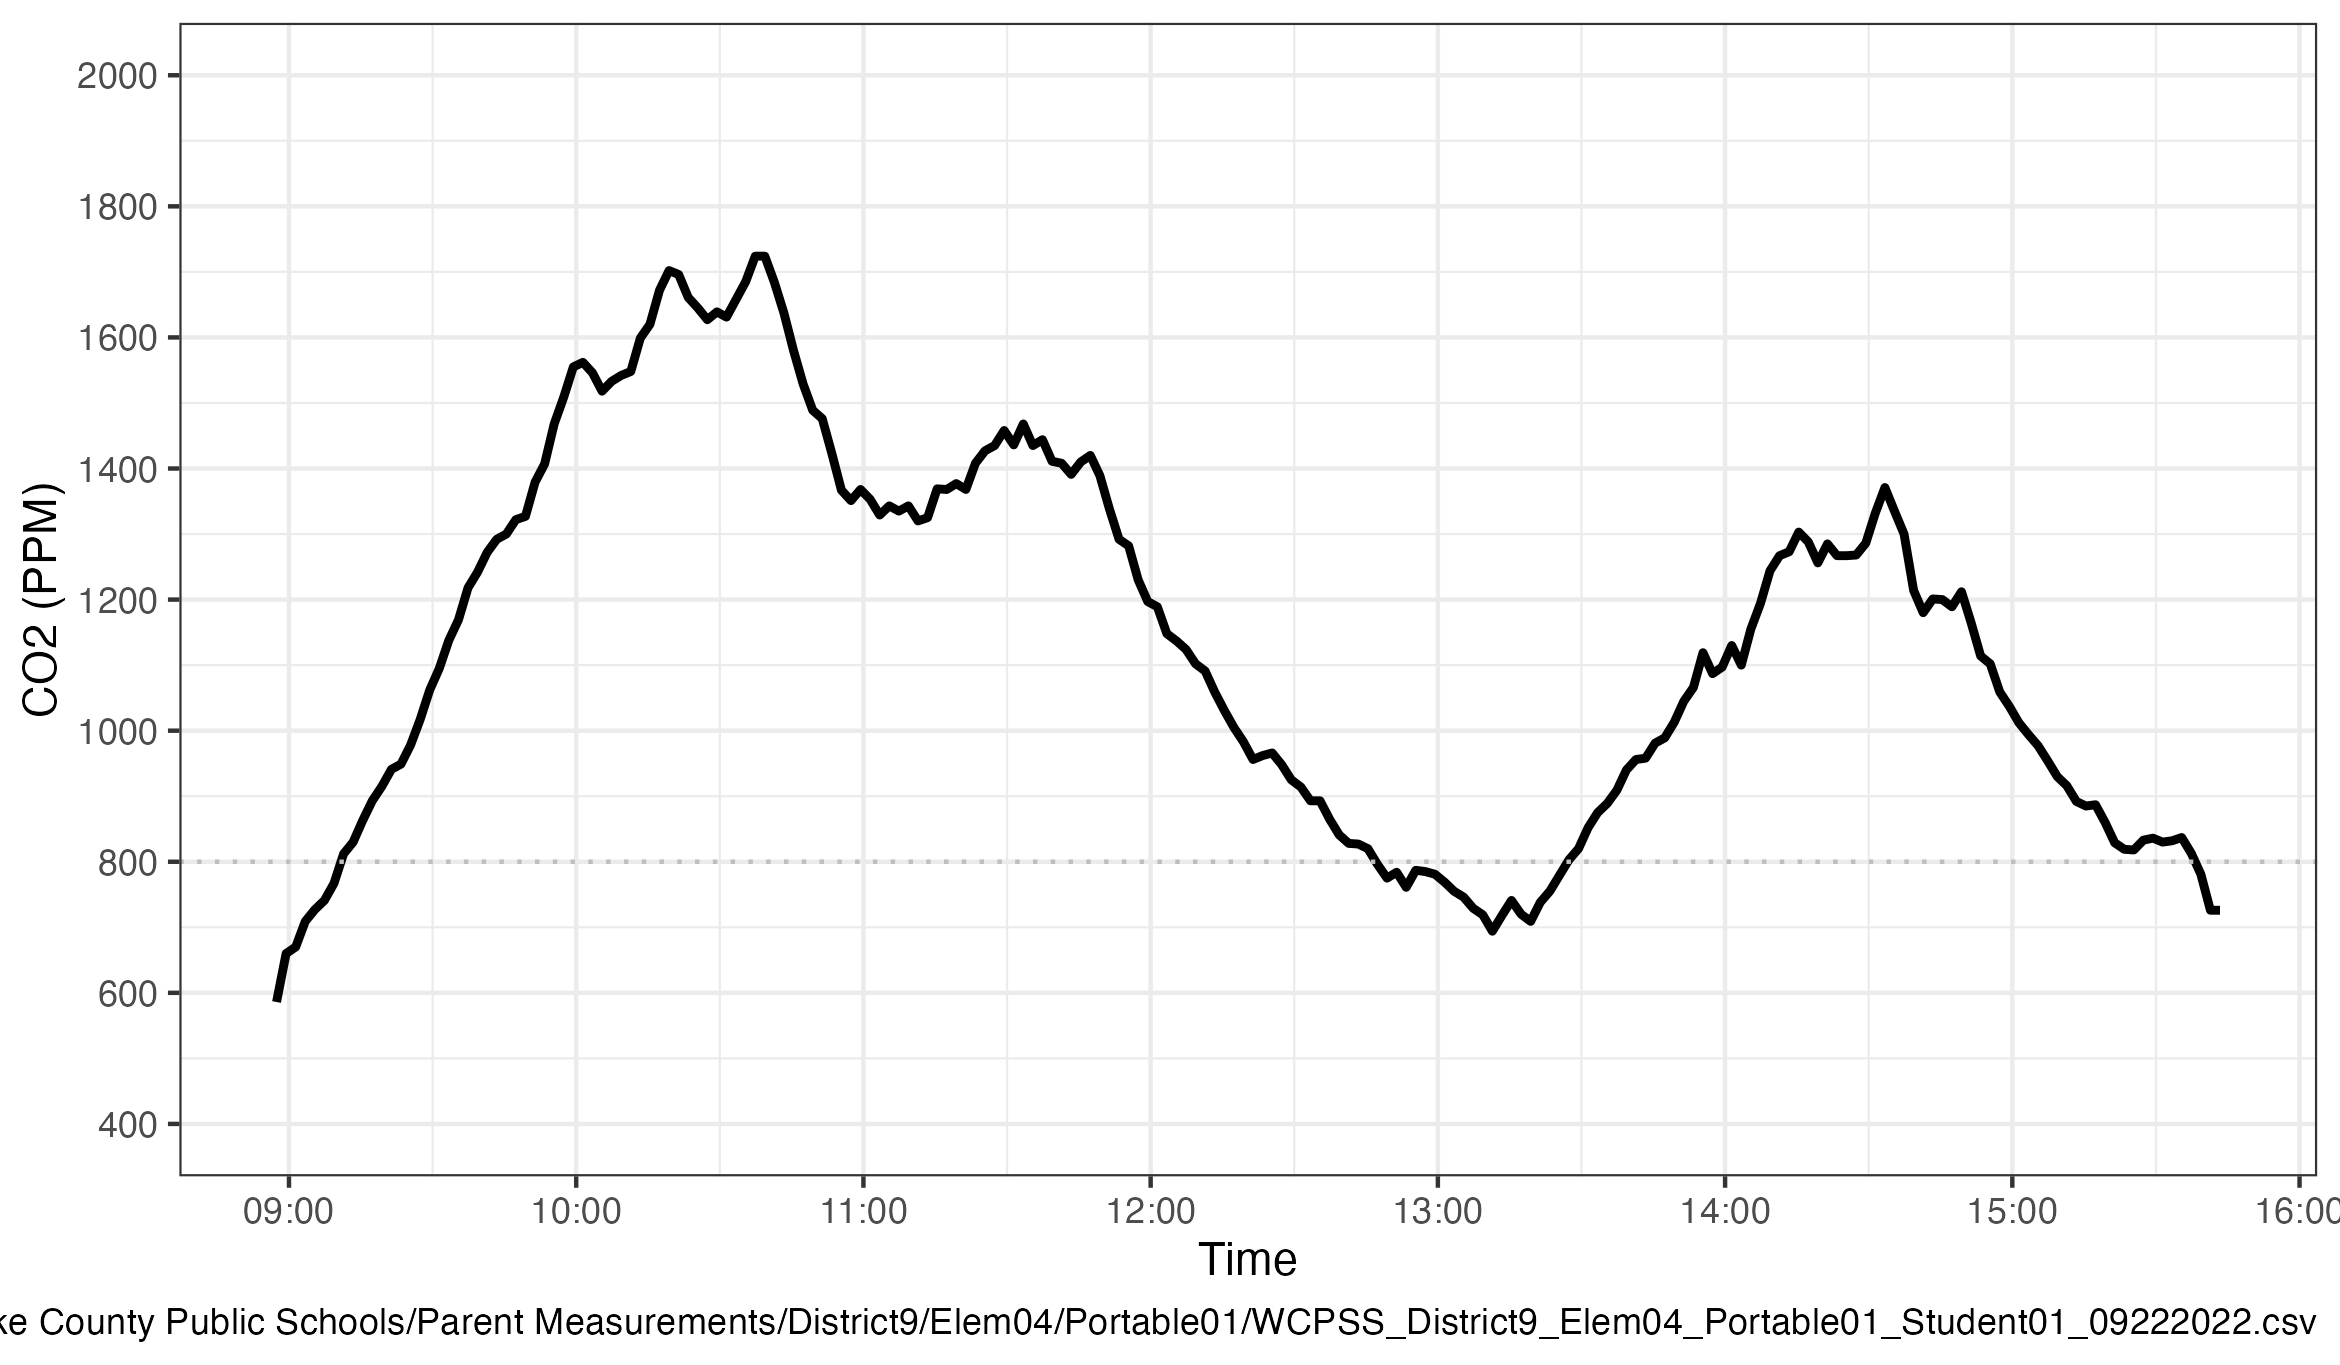 2000
1800
1600
1400
1200
1000
800
600
400
CO2 (PPM)
09:00 10:00 11:00 12:00 13:00 14:00 15:00 16:00
Time
ke County Public Schools/Parent Measurements/District9/Elem04/Portable01/WCPSS_District9_Elem04_Portable01_Student01_09222022.csv